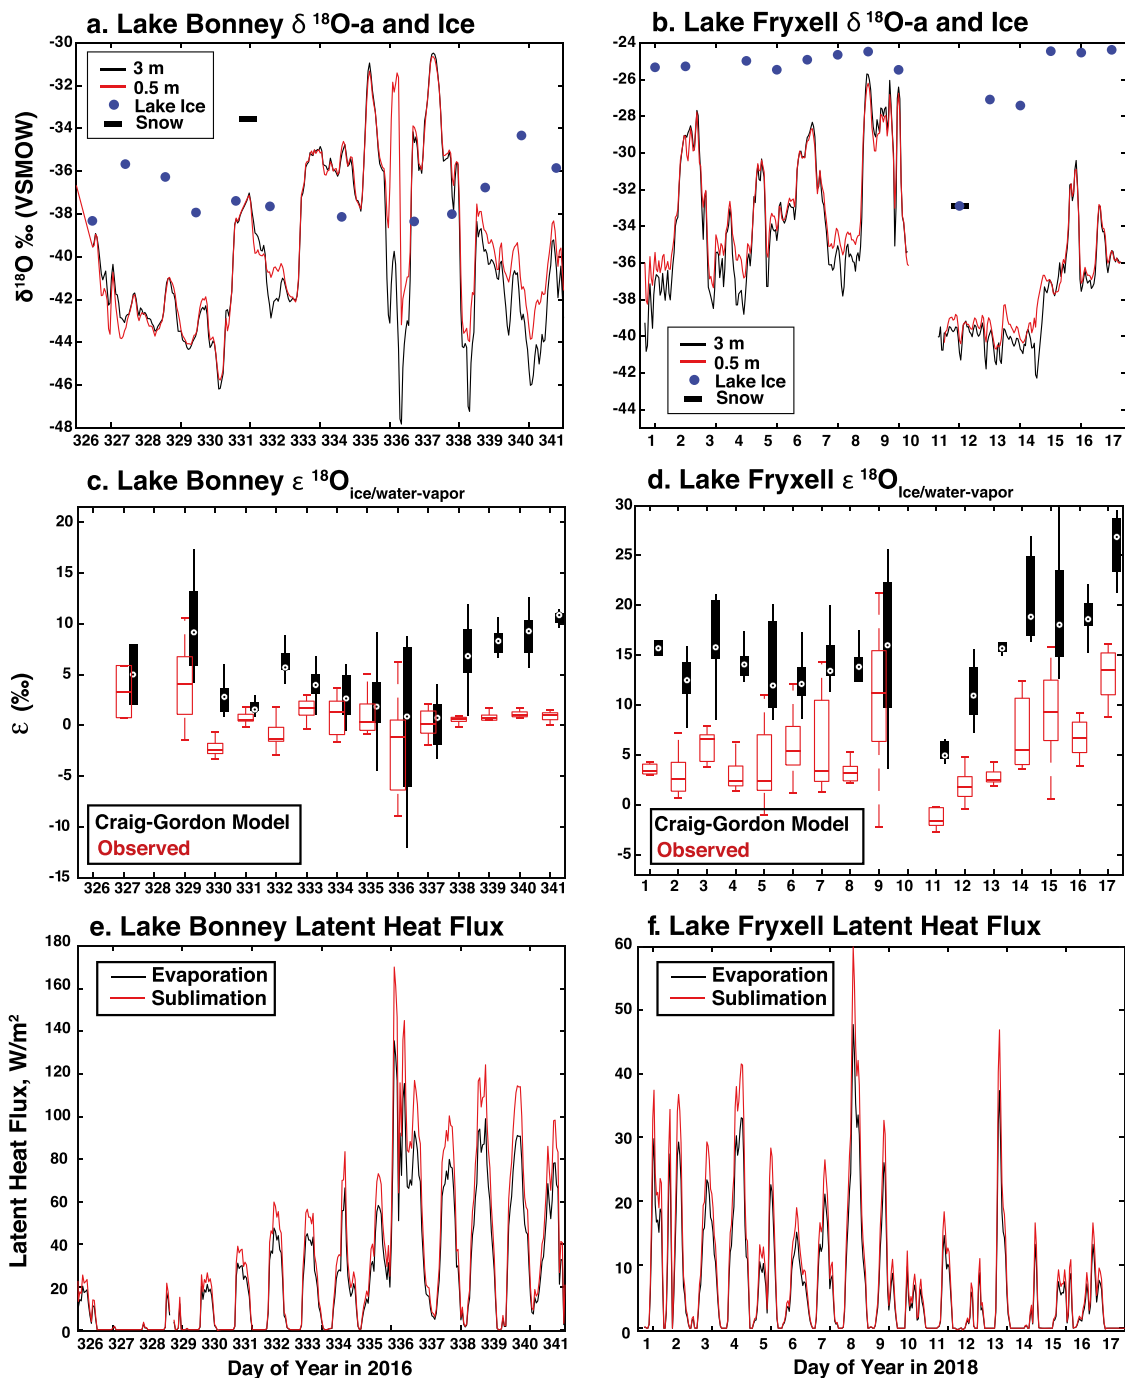 a. Lake Bonney δ 18O-a and Ice
b. Lake Fryxell δ 18O-a and Ice
δ18O ‰ (VSMOW)
-30
-32
-34
-36
-38
-40
-42
-44
-46
-48
3 m
0.5 m
Lake Ice
Snow
326 327 328 329 330 331 332 333 334 335 336 337 338 339 340 341
-24
-26
-28
-30
-32
-34
-36
-38
-40
-42
-44
3 m
0.5 m
Lake Ice
Snow
1 2 3 4 5 6 7 8 9 10 11 12 13 14 15 16 17
c. Lake Bonney ε 18Oice/water-vapor
d. Lake Fryxell ε 18OIce/water-vapor
ε (‰)
20
15
10
5
0
-5
-10
-15
Craig-Gordon Model
Observed
326 327 328 329 330 331 332 333 334 335 336 337 338 339 340 341
30
25
20
15
10
5
0
-5
Craig-Gordon Model
Observed
1 2 3 4 5 6 7 8 9 10 11 12 13 14 15 16 17
e. Lake Bonney Latent Heat Flux
f. Lake Fryxell Latent Heat Flux
Latent Heat Flux, W/m2
180
160
140
120
100
80
60
40
20
0
Evaporation
Sublimation
326 327 328 329 330 331 332 333 334 335 336 337 338 339 340 341
Day of Year in 2016
60
50
40
30
20
10
0
Evaporation
Sublimation
1 2 3 4 5 6 7 8 9 10 11 12 13 14 15 16 17
Day of Year in 2018